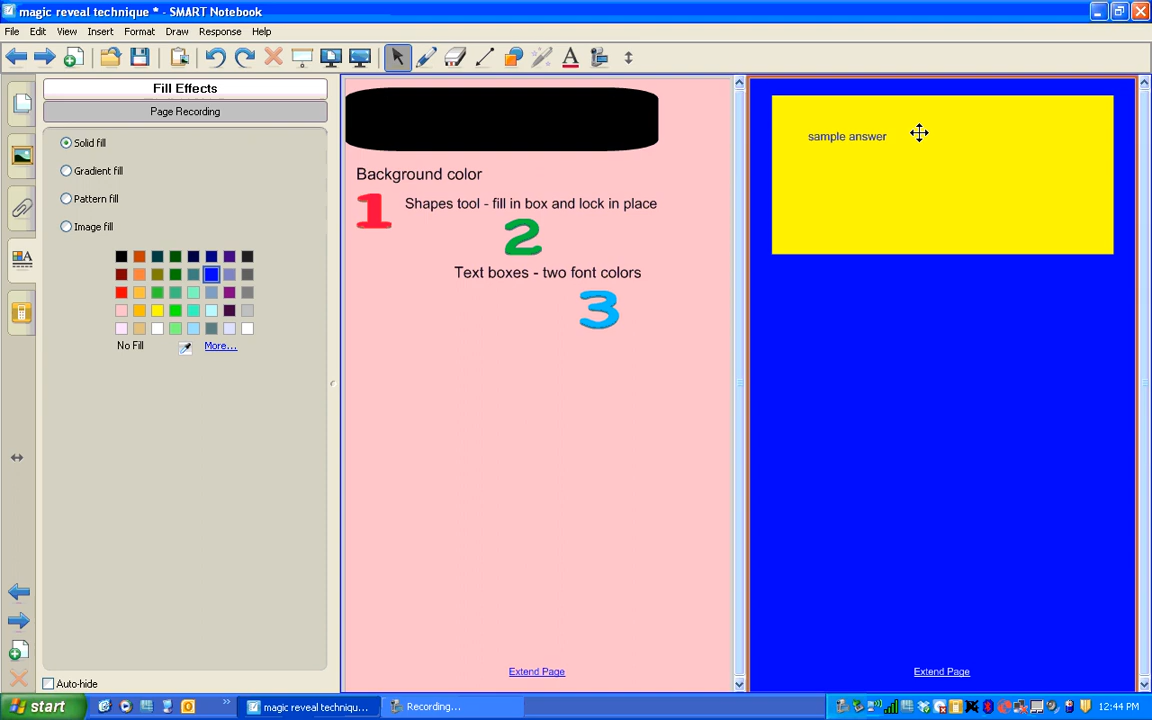 magic reveal technique * - SMART Notebook
File Edit View Insert Format Draw Response Help
Fill Effects
Page Recording
Solid fill
Gradient fill
Pattern fill
Image fill
No Fill More...
Auto-hide
Background color
1 Shapes tool - fill in box and lock in place
2
Text boxes - two font colors
3
Extend Page
sample answer
Extend Page
start magic reveal techniqu... Recording... 12:44 PM